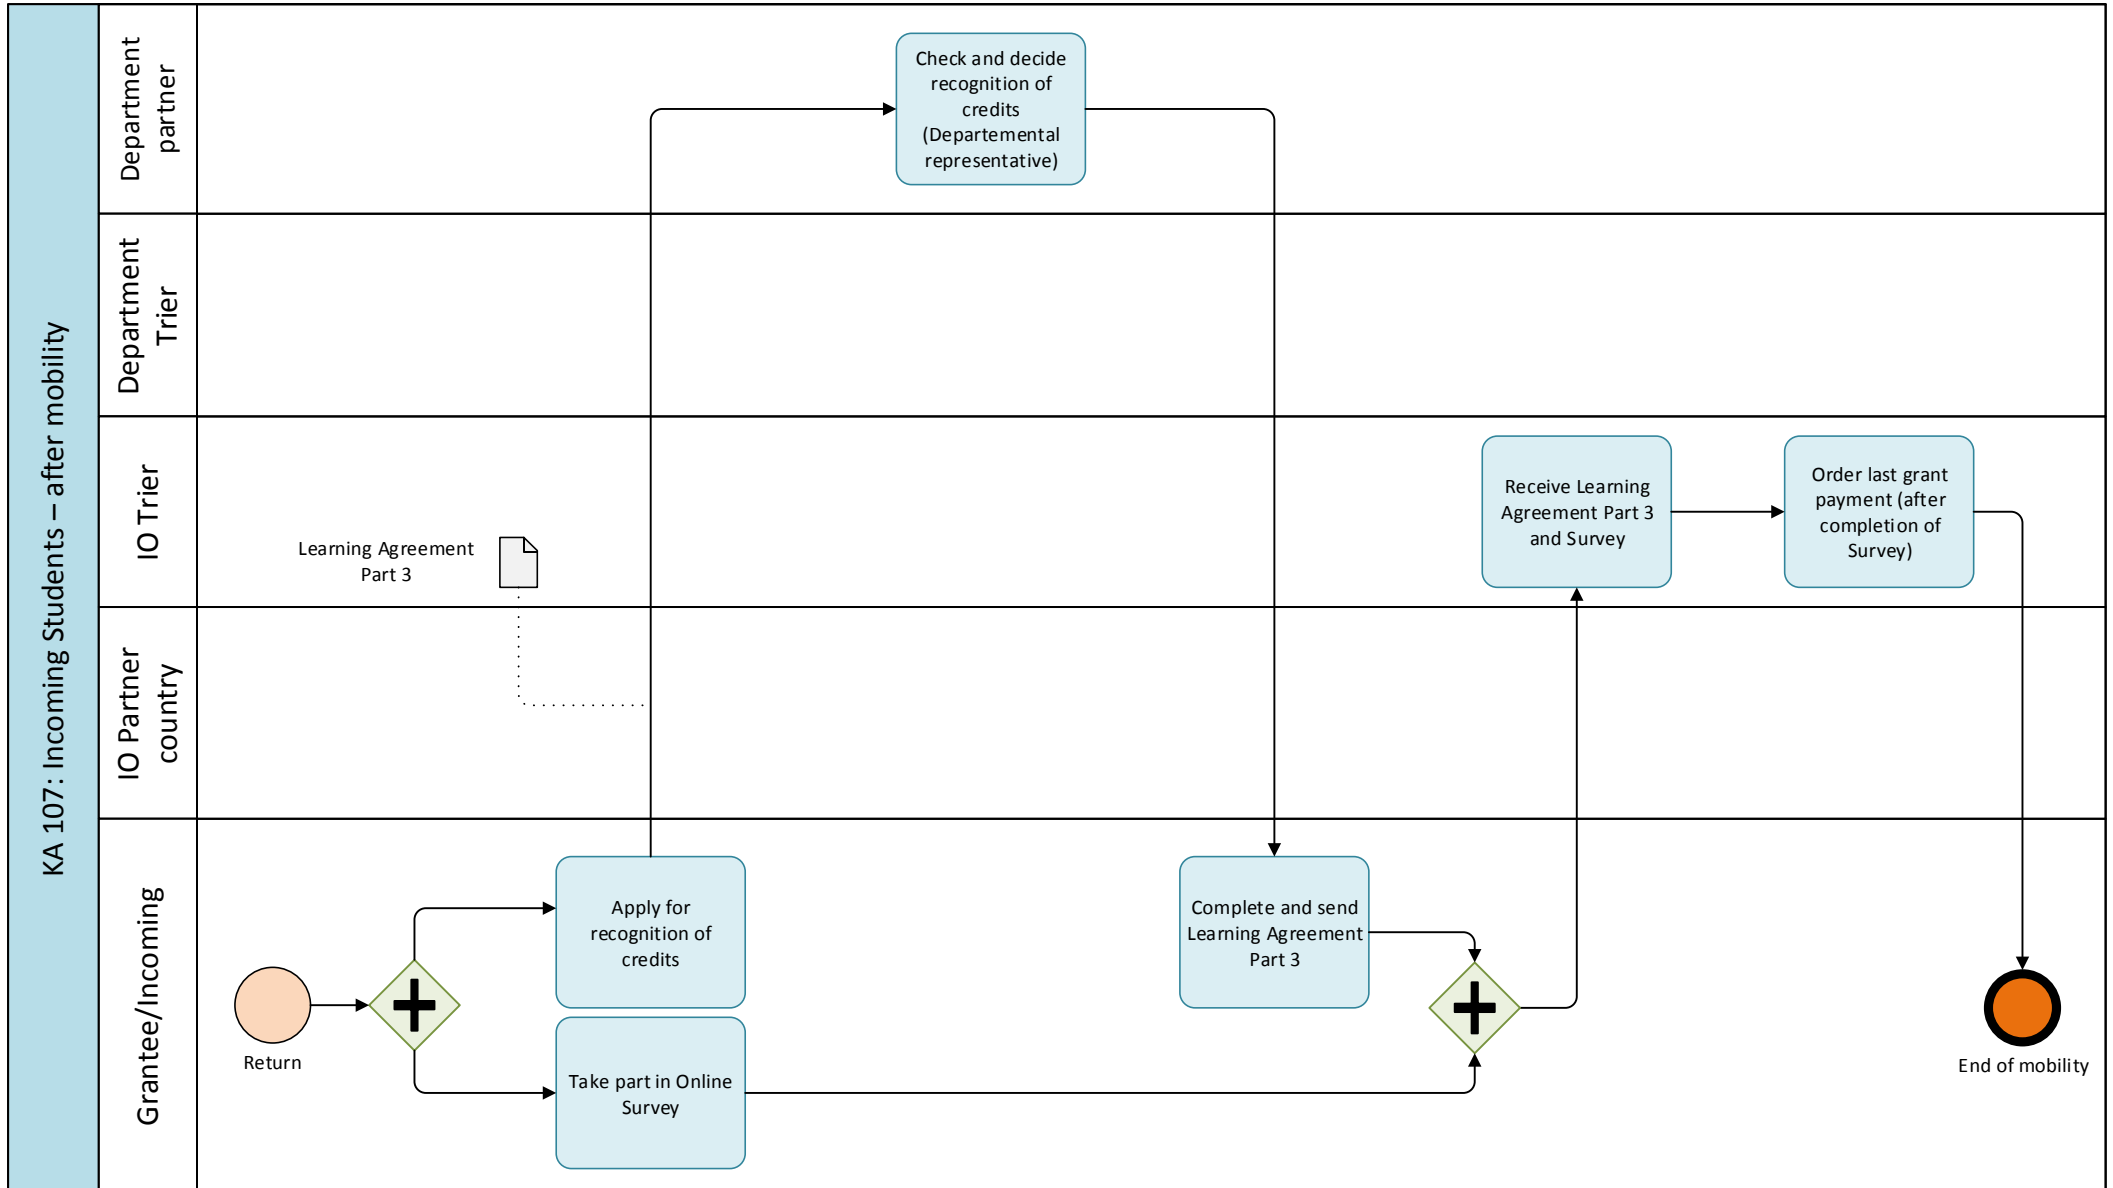 KA 107: Incoming Students – after mobility
Department
partner
Check and decide
recognition of
credits
(Departemental
representative)
Department
Trier
IO Trier
Learning Agreement
Part 3
Receive Learning
Agreement Part 3
and Survey
Order last grant
payment (after
completion of
Survey)
IO Partner
country
Grantee/Incoming
Return
Apply for
recognition of
credits
Take part in Online
Survey
Complete and send
Learning Agreement
Part 3
End of mobility